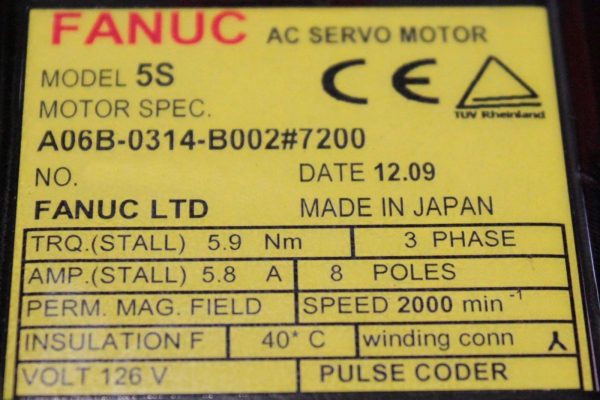 FANUC AC SERVO MOTOR
MODEL 5S
CE
TUV Rheinland
MOTOR SPEC.
A06B-0314-B002#7200
NO. DATE 12.09
FANUC LTD MADE IN JAPAN
TRQ.(STALL) 5.9 Nm 3 PHASE
AMP.(STALL) 5.8 A 8 POLES
PERM. MAG. FIELD SPEED 2000 min⁻¹
INSULATION F 40* C winding conn
VOLT 126 V PULSE CODER